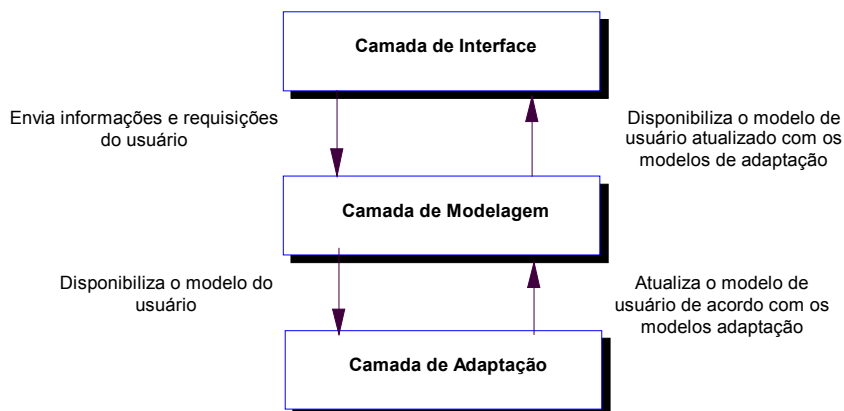 Camada de Interface
Envia informações e requisições
do usuário
Disponibiliza o modelo de
usuário atualizado com os
modelos de adaptação
Camada de Modelagem
Disponibiliza o modelo do
usuário
Atualiza o modelo de
usuário de acordo com os
modelos adaptação
Camada de Adaptação